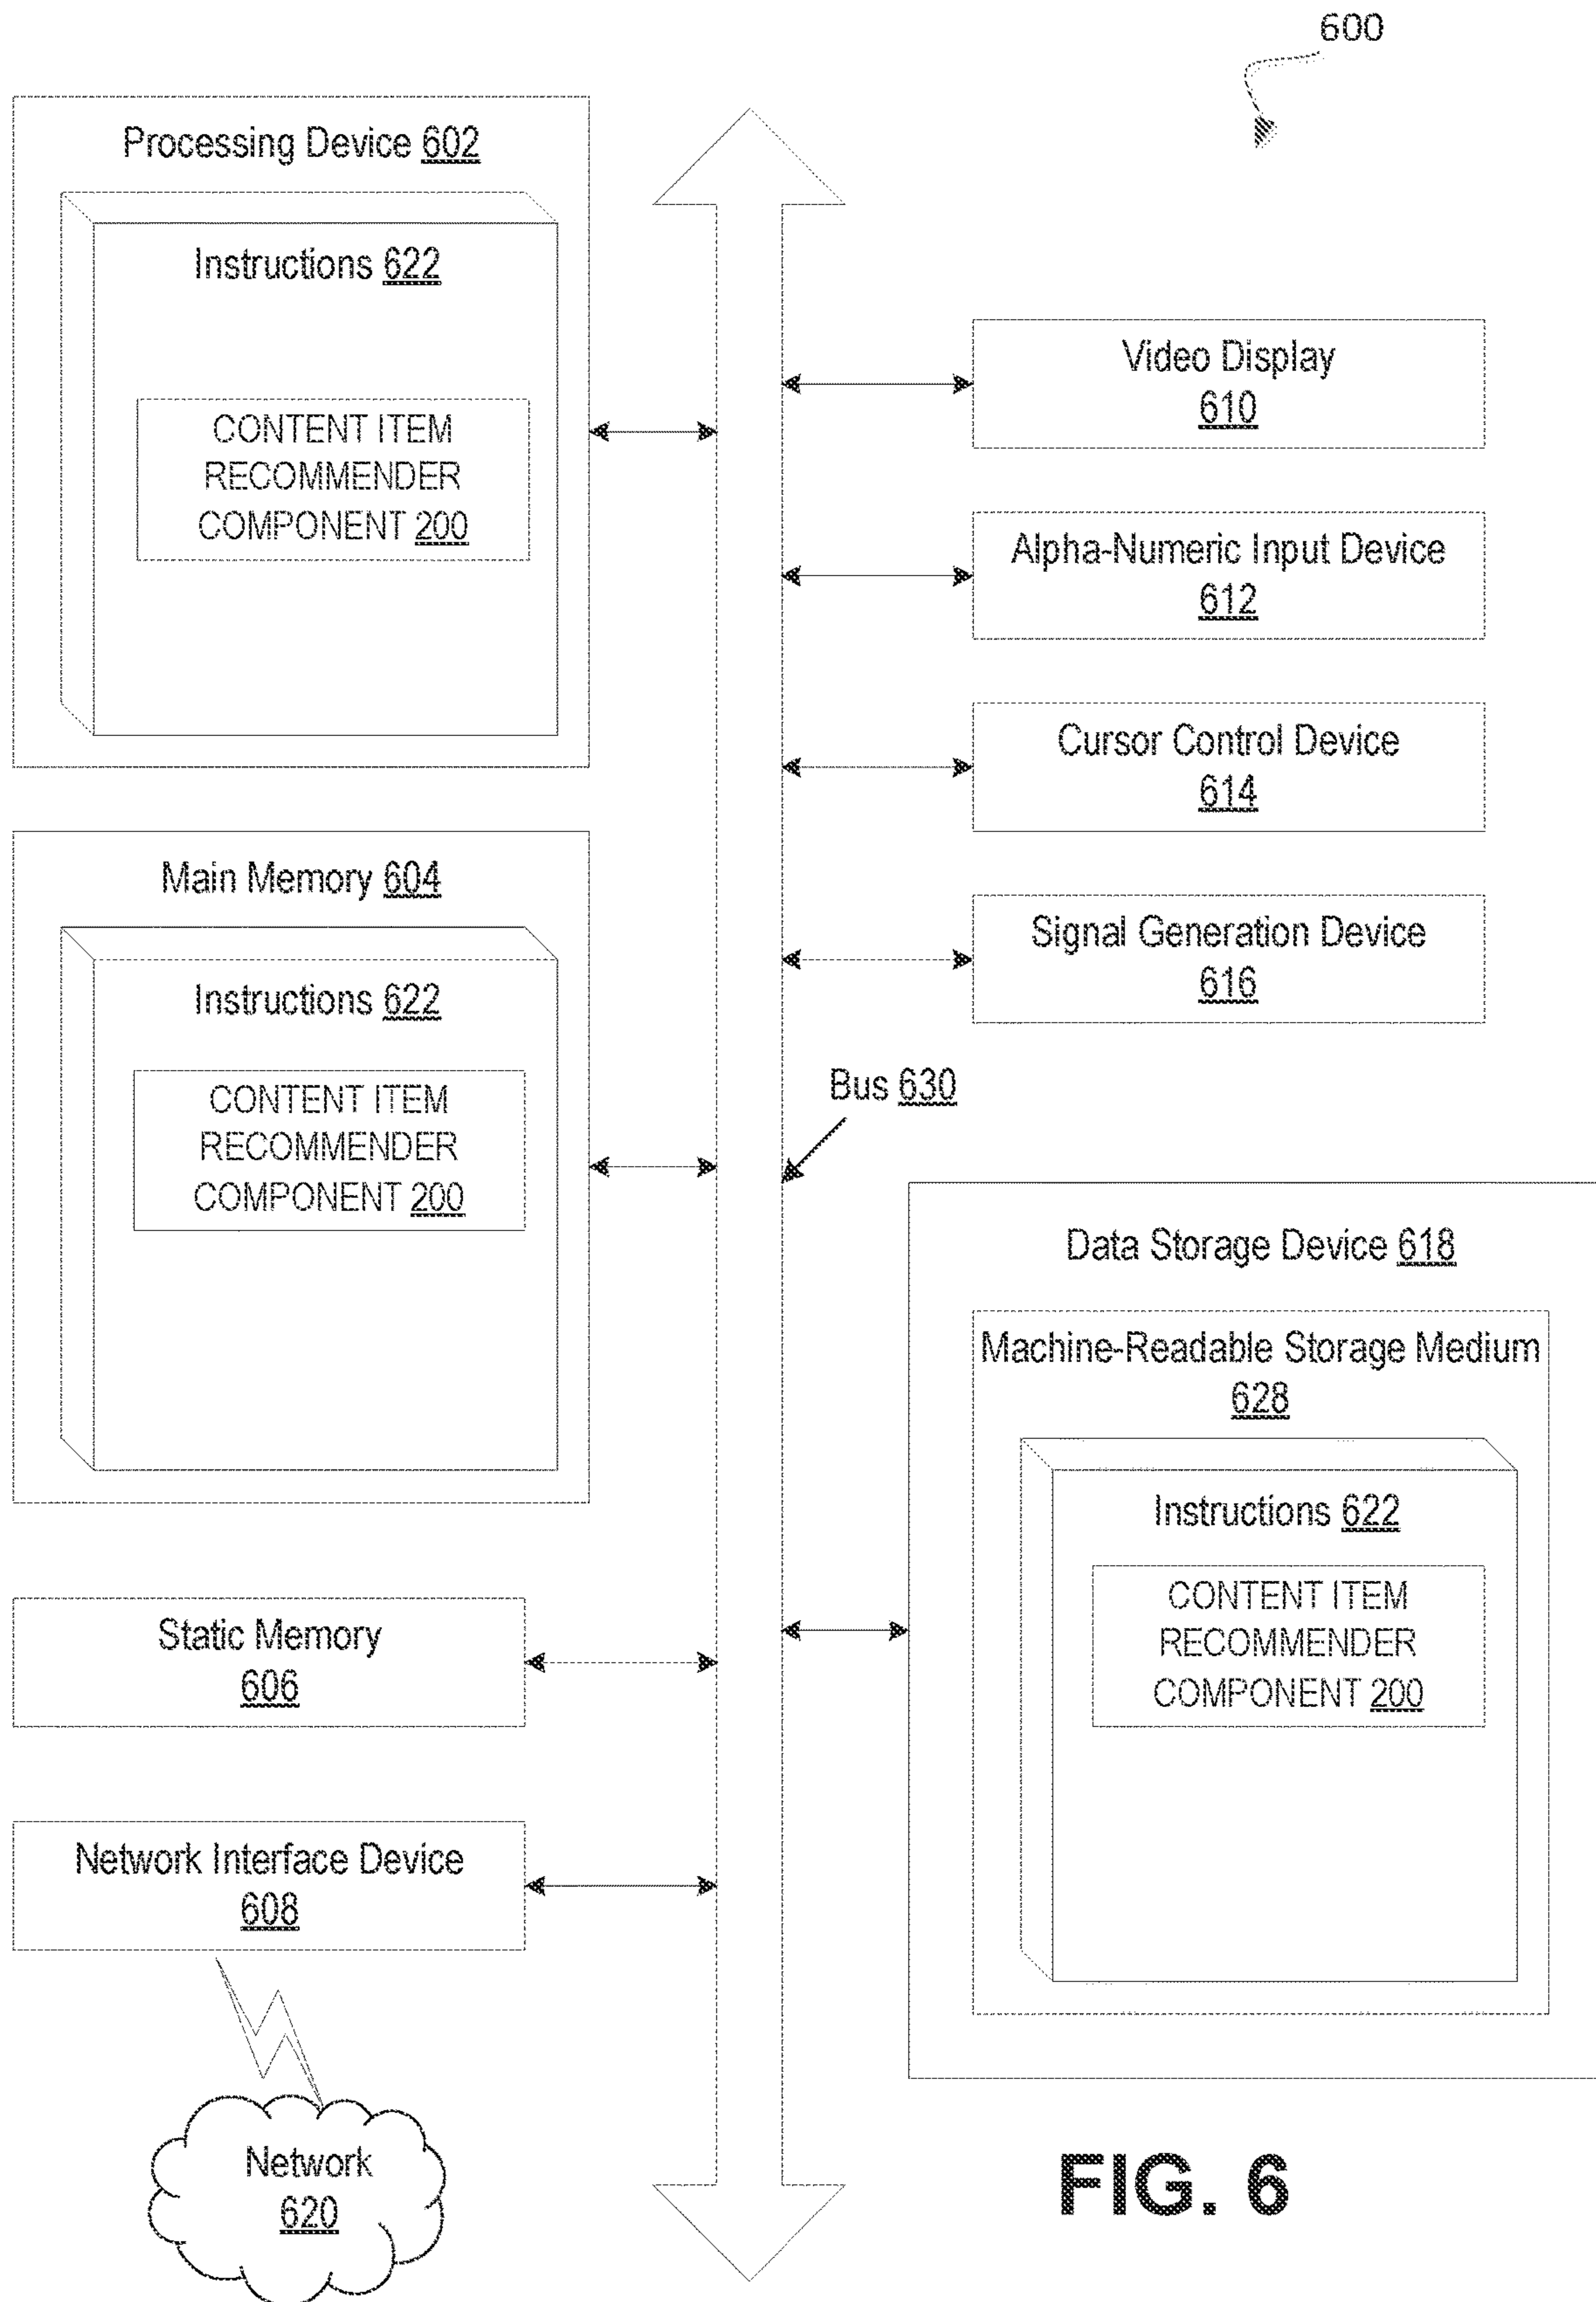 600
Processing Device 602
Instructions 622
CONTENT ITEM
RECOMMENDER
COMPONENT 200
Main Memory 604
Instructions 622
CONTENT ITEM
RECOMMENDER
COMPONENT 200
Static Memory
606
Network Interface Device
608
Network
620
Video Display
610
Alpha-Numeric Input Device
612
Cursor Control Device
614
Signal Generation Device
616
Bus 630
Data Storage Device 618
Machine-Readable Storage Medium
628
Instructions 622
CONTENT ITEM
RECOMMENDER
COMPONENT 200
FIG. 6